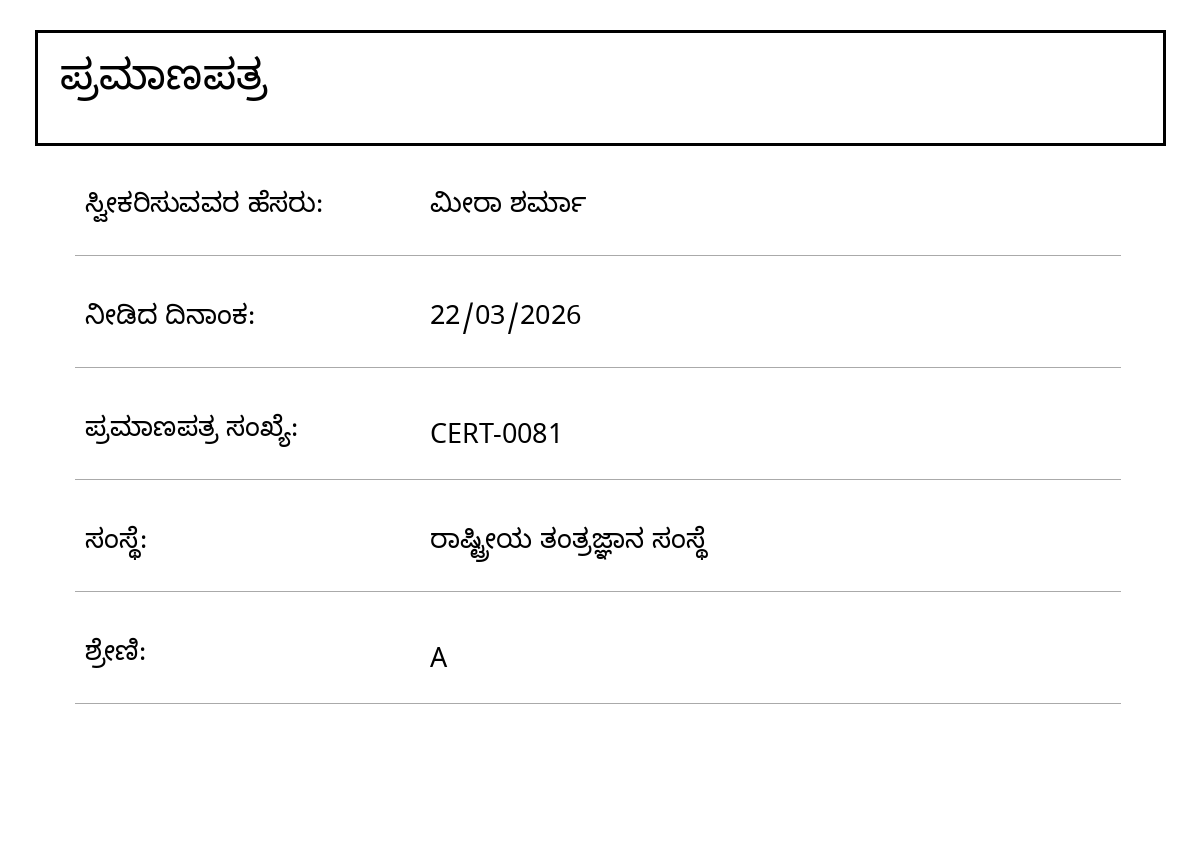 ಪ್ರಮಾಣಪತ್ರ
ಸ್ವೀಕರಿಸುವವರ ಹೆಸರು: ಮೀರಾ ಶರ್ಮಾ
ನೀಡಿದ ದಿನಾಂಕ: 22/03/2026
ಪ್ರಮಾಣಪತ್ರ ಸಂಖ್ಯೆ: CERT-0081
ಸಂಸ್ಥೆ: ರಾಷ್ಟ್ರೀಯ ತಂತ್ರಜ್ಞಾನ ಸಂಸ್ಥೆ
ಶ್ರೇಣಿ: A